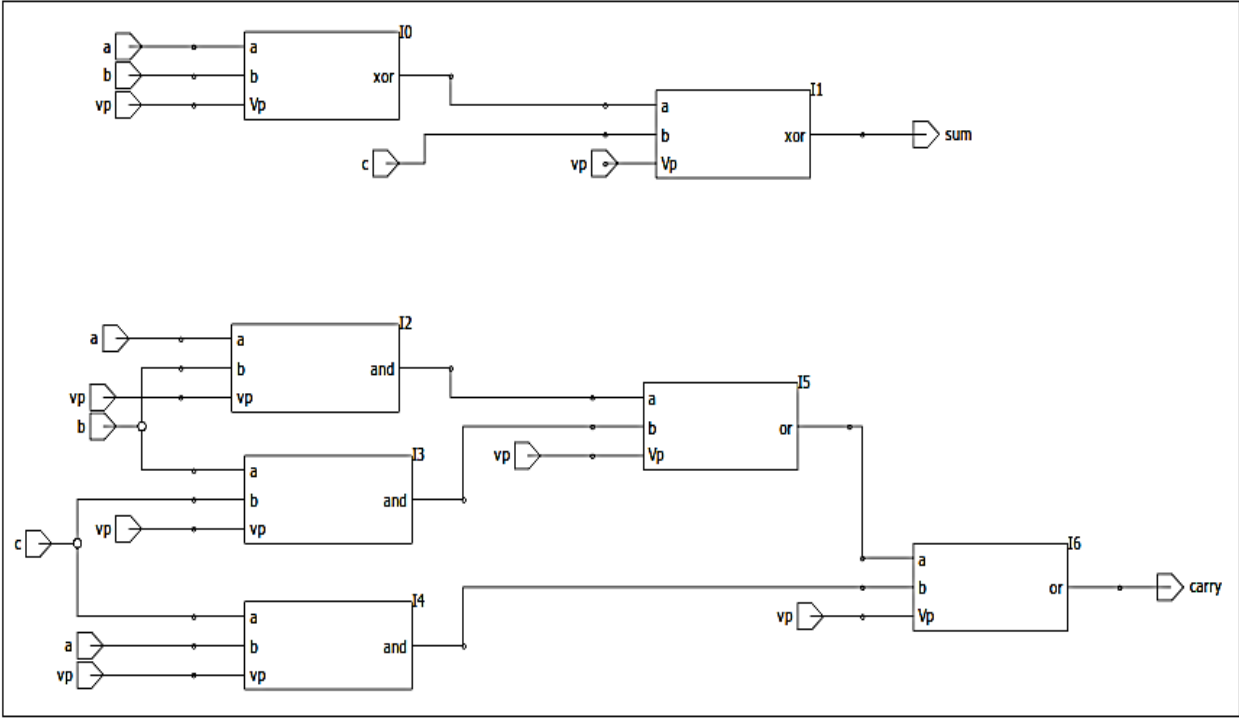 I0
a
a
b
b
xor
vp
Vp
I1
a
b
xor
sum
c
vp
Vp
I2
a
a
b
and
vp
vp
b
I5
a
b
or
vp
Vp
I3
a
b
and
vp
vp
c
I6
a
b
or
carry
vp
Vp
I4
a
a
b
and
vp
vp